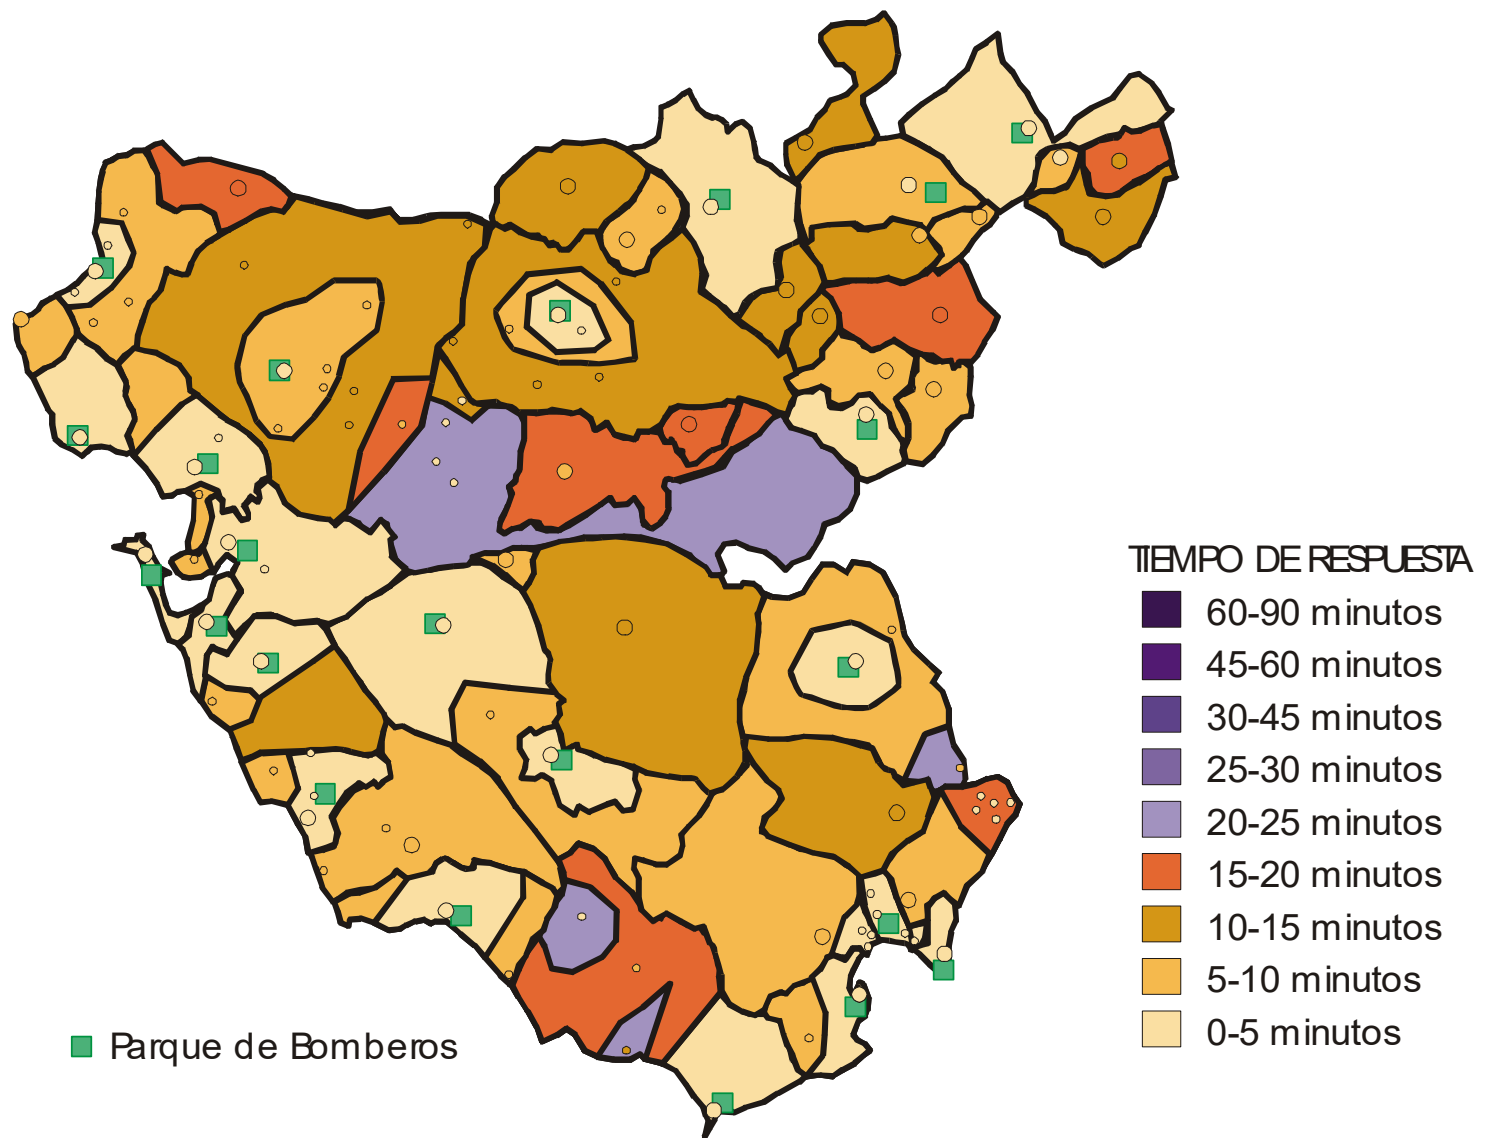 TIEMPO DE RESPUESTA
60-90 minutos
45-60 minutos
30-45 minutos
25-30 minutos
20-25 minutos
15-20 minutos
10-15 minutos
5-10 minutos
0-5 minutos
Parque de Bomberos